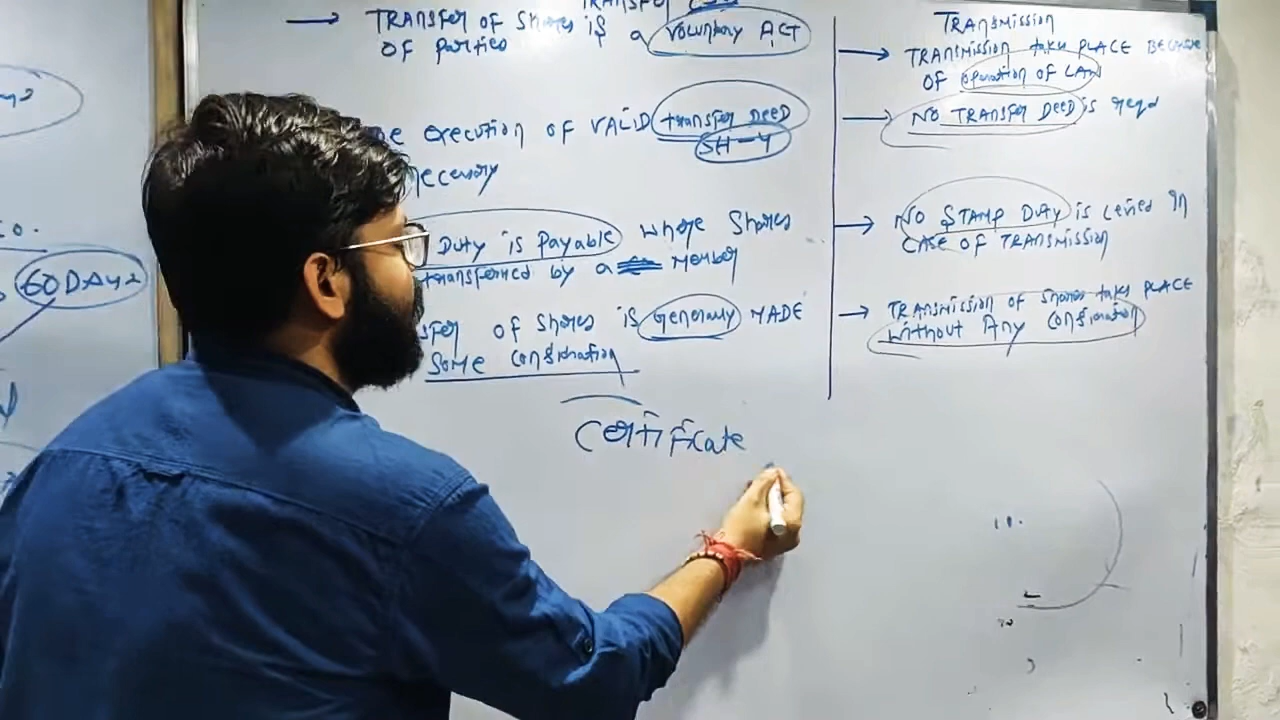 TRANSFER
TRANSFER OF SHARES is a Voluntary ACT
OF parties
execution OF VALID transfer DEED
SH-4
Duty is Payable where Shares
transferred by a Member
of Shares is Generally MADE
Some Consideration
Certificate
TRANSMISSION
TRANSMISSION takes PLACE BECAUSE
OF operation OF LAW
NO TRANSFER DEED is reqd
NO STAMP DUTY is Levied IN
CASE OF TRANSMISSION
TRANSMISSION OF shares takes PLACE
without Any Consideration
60 DAYS